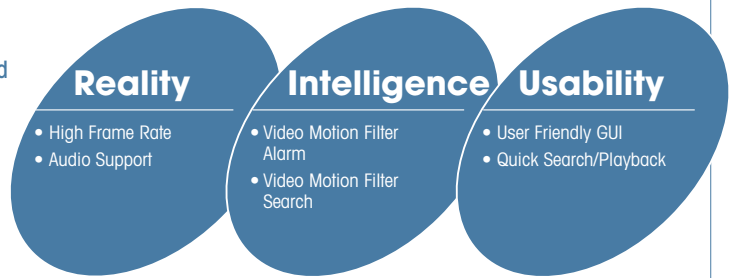 Reality
• High Frame Rate
• Audio Support
Intelligence
• Video Motion Filter
Alarm
• Video Motion Filter
Search
Usability
• User Friendly GUI
• Quick Search/Playback